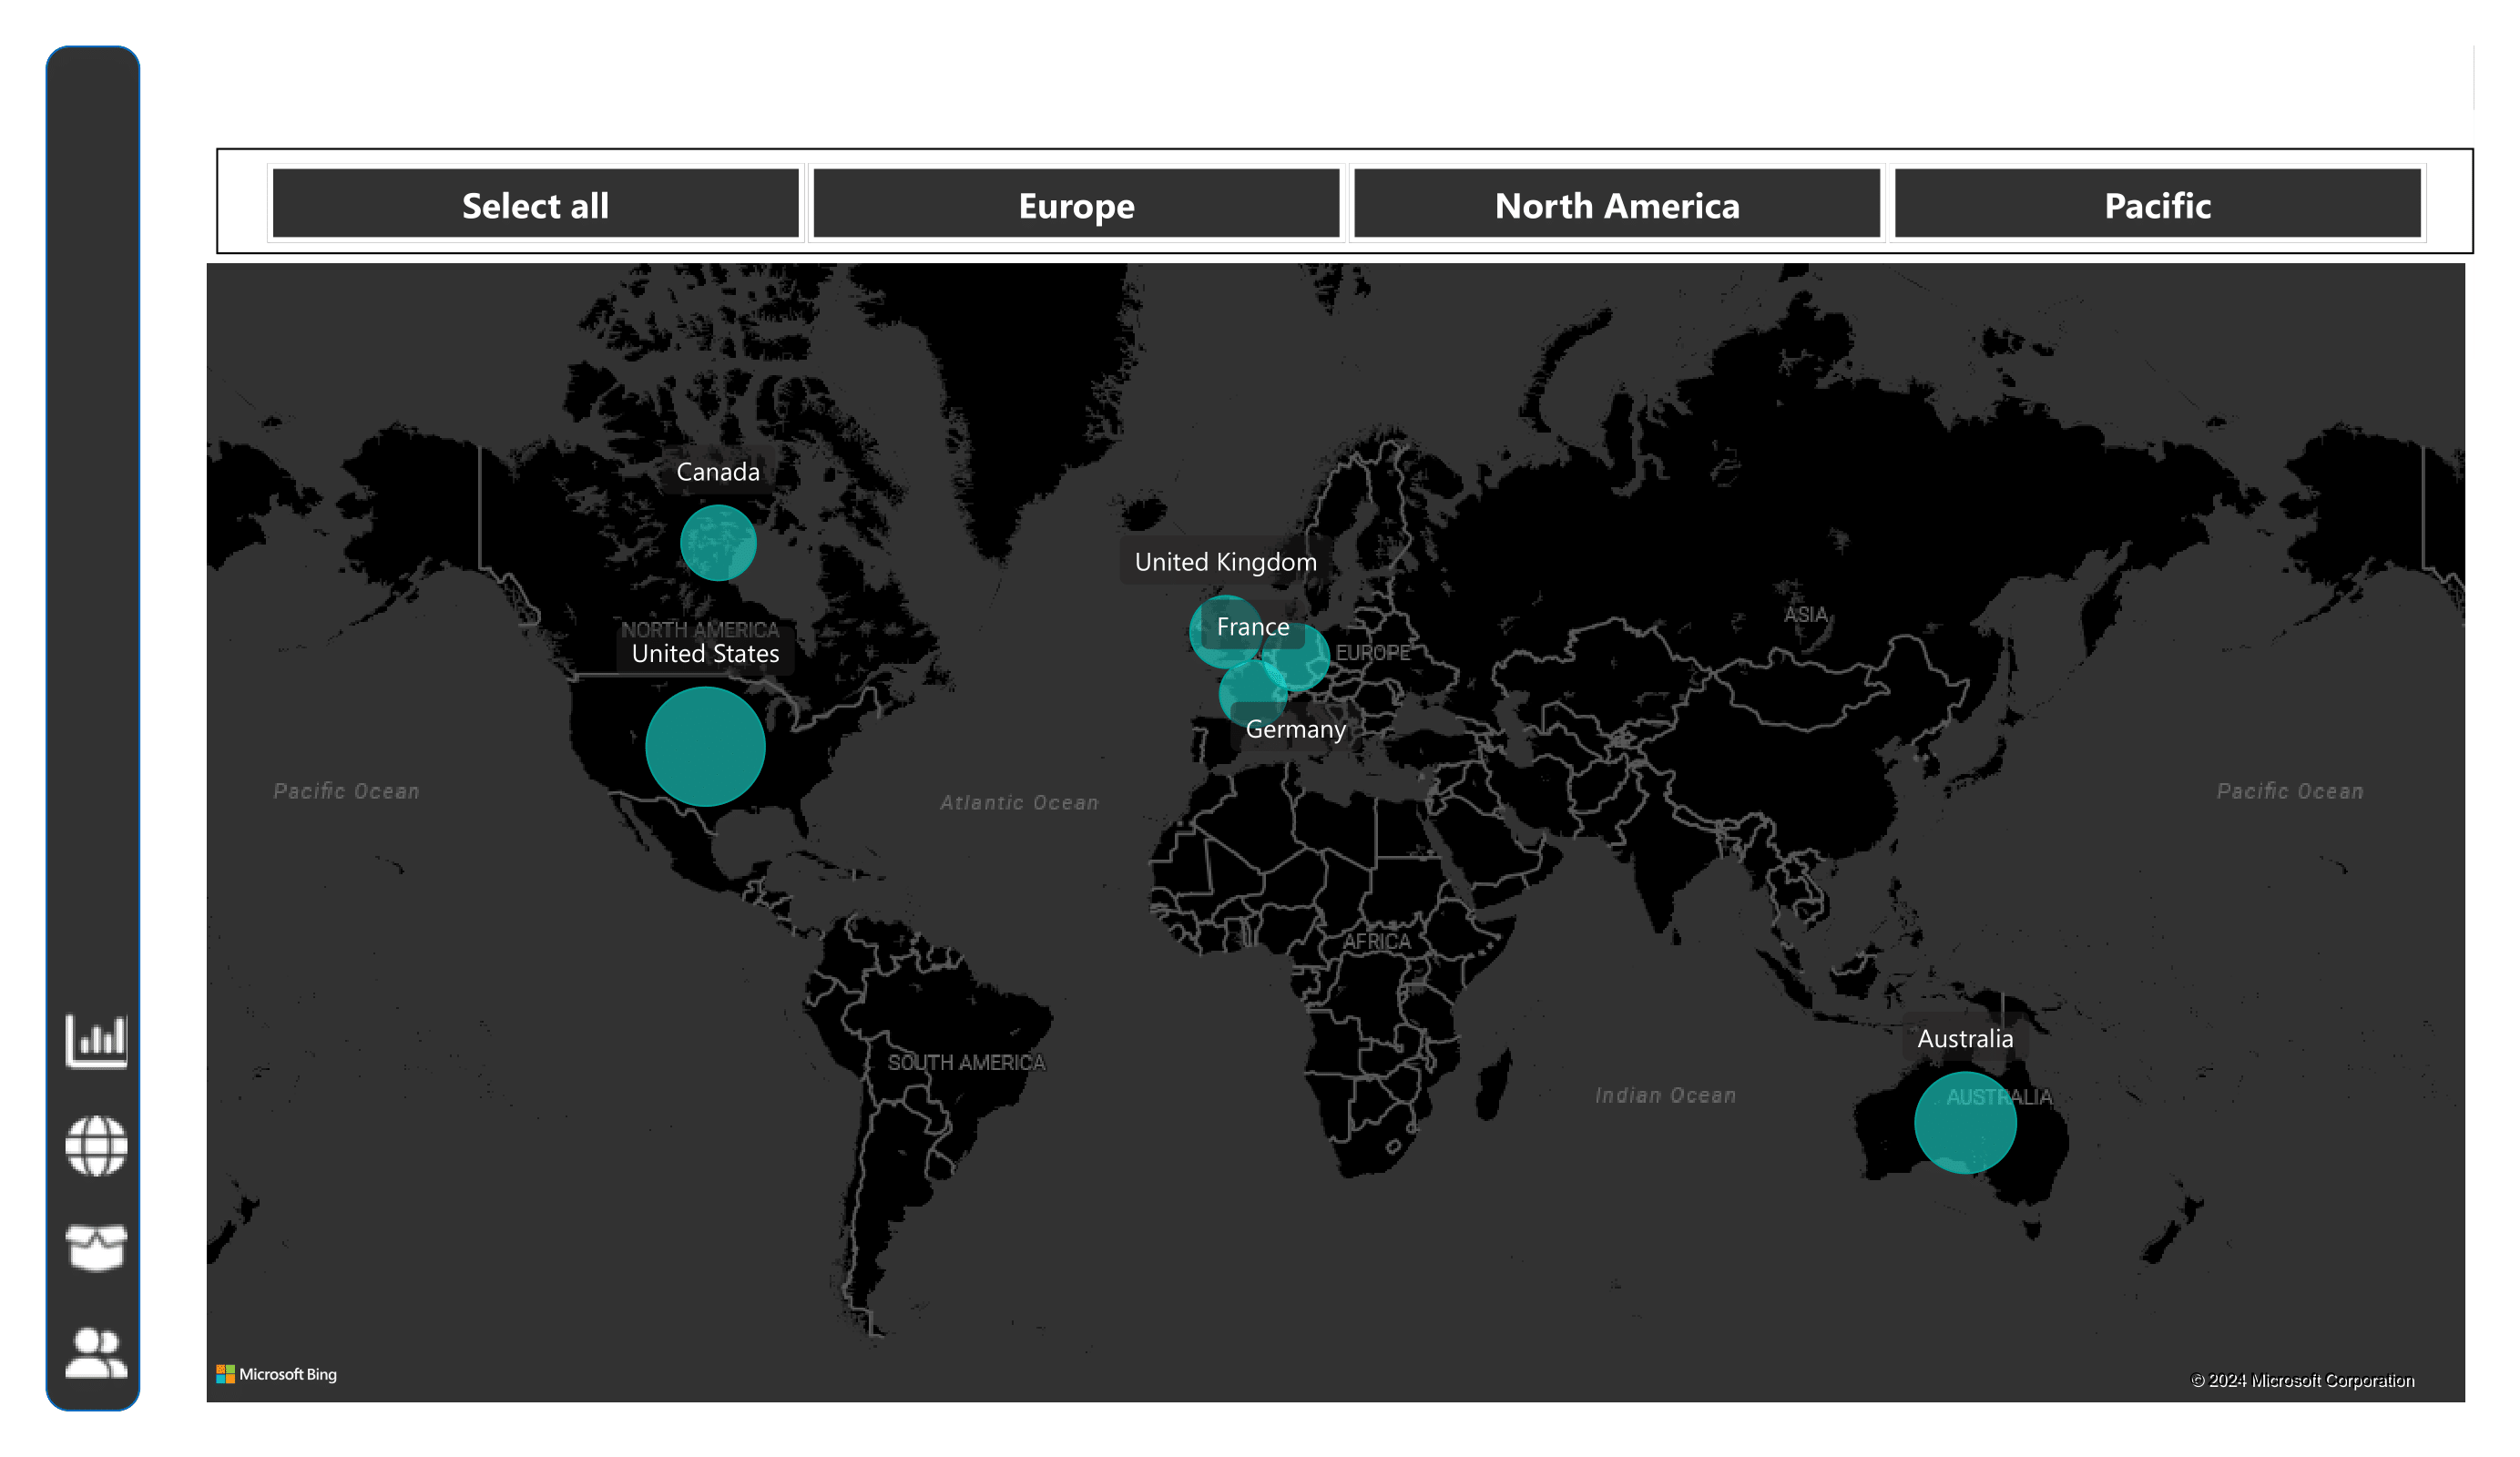 Select all
Europe
North America
Pacific
Canada
United Kingdom
ASIA
France
NORTH AMERICA
United States
EUROPE
Germany
Pacific Ocean
Atlantic Ocean
Pacific Ocean
AFRICA
Australia
SOUTH AMERICA
Indian Ocean
AUSTRALIA
Microsoft Bing
© 2024 Microsoft Corporation